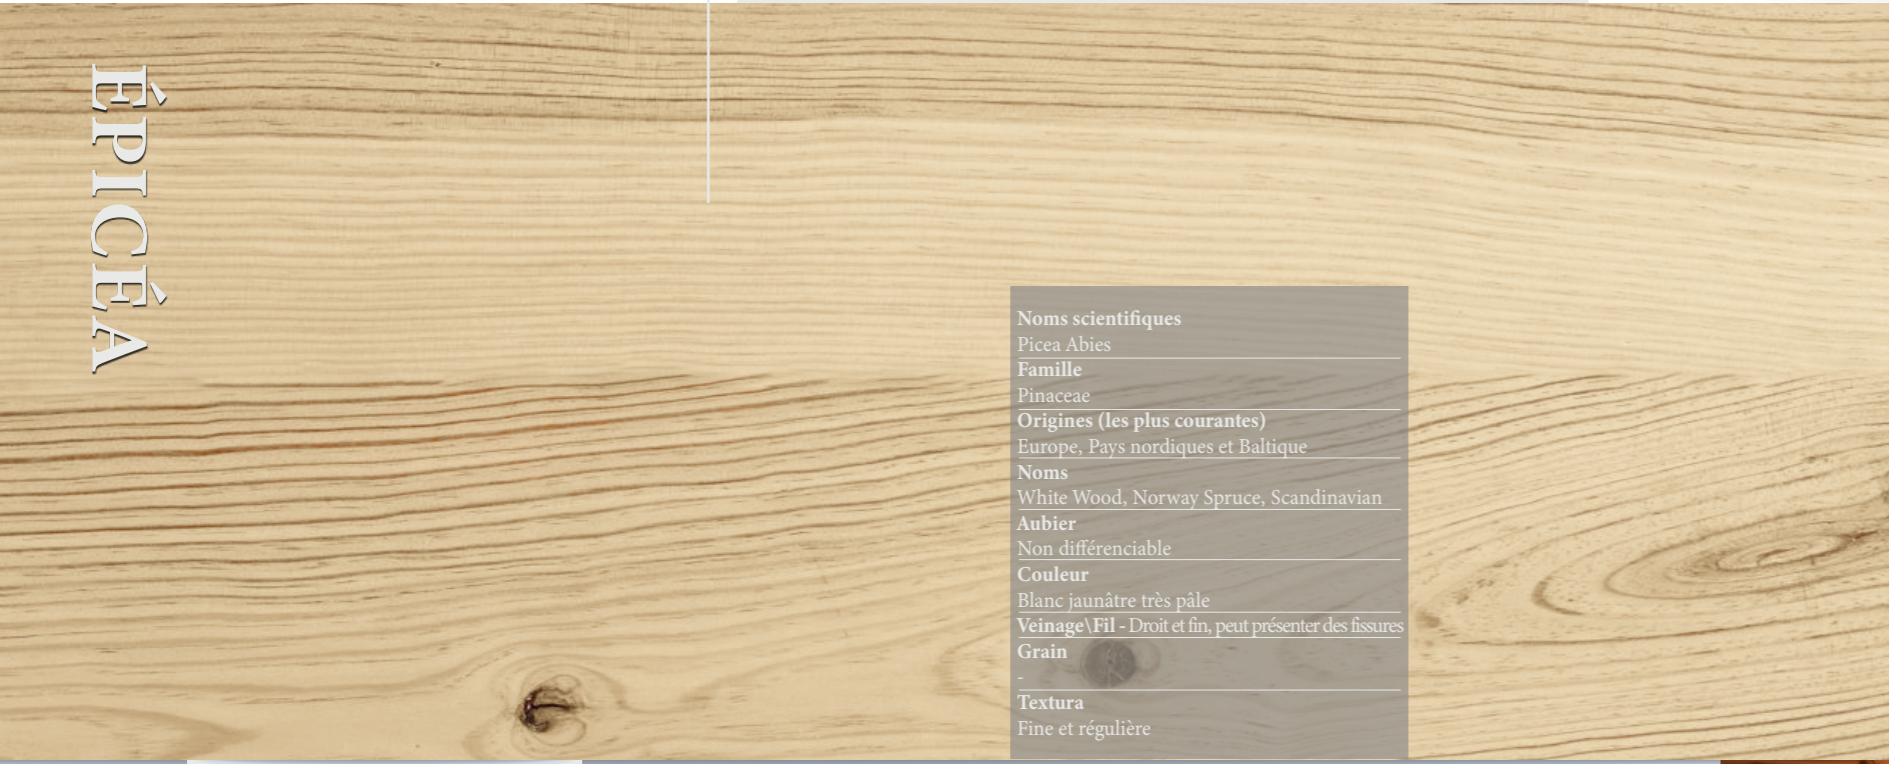 ÉPICÉA
Noms scientifiques
Picea Abies
Famille
Pinaceae
Origines (les plus courantes)
Europe, Pays nordiques et Baltique
Noms
White Wood, Norway Spruce, Scandinavian
Aubier
Non différenciable
Couleur
Blanc jaunâtre très pâle
Veinage\Fil - Droit et fin, peut présenter des fissures
Grain
-
Textura
Fine et régulière